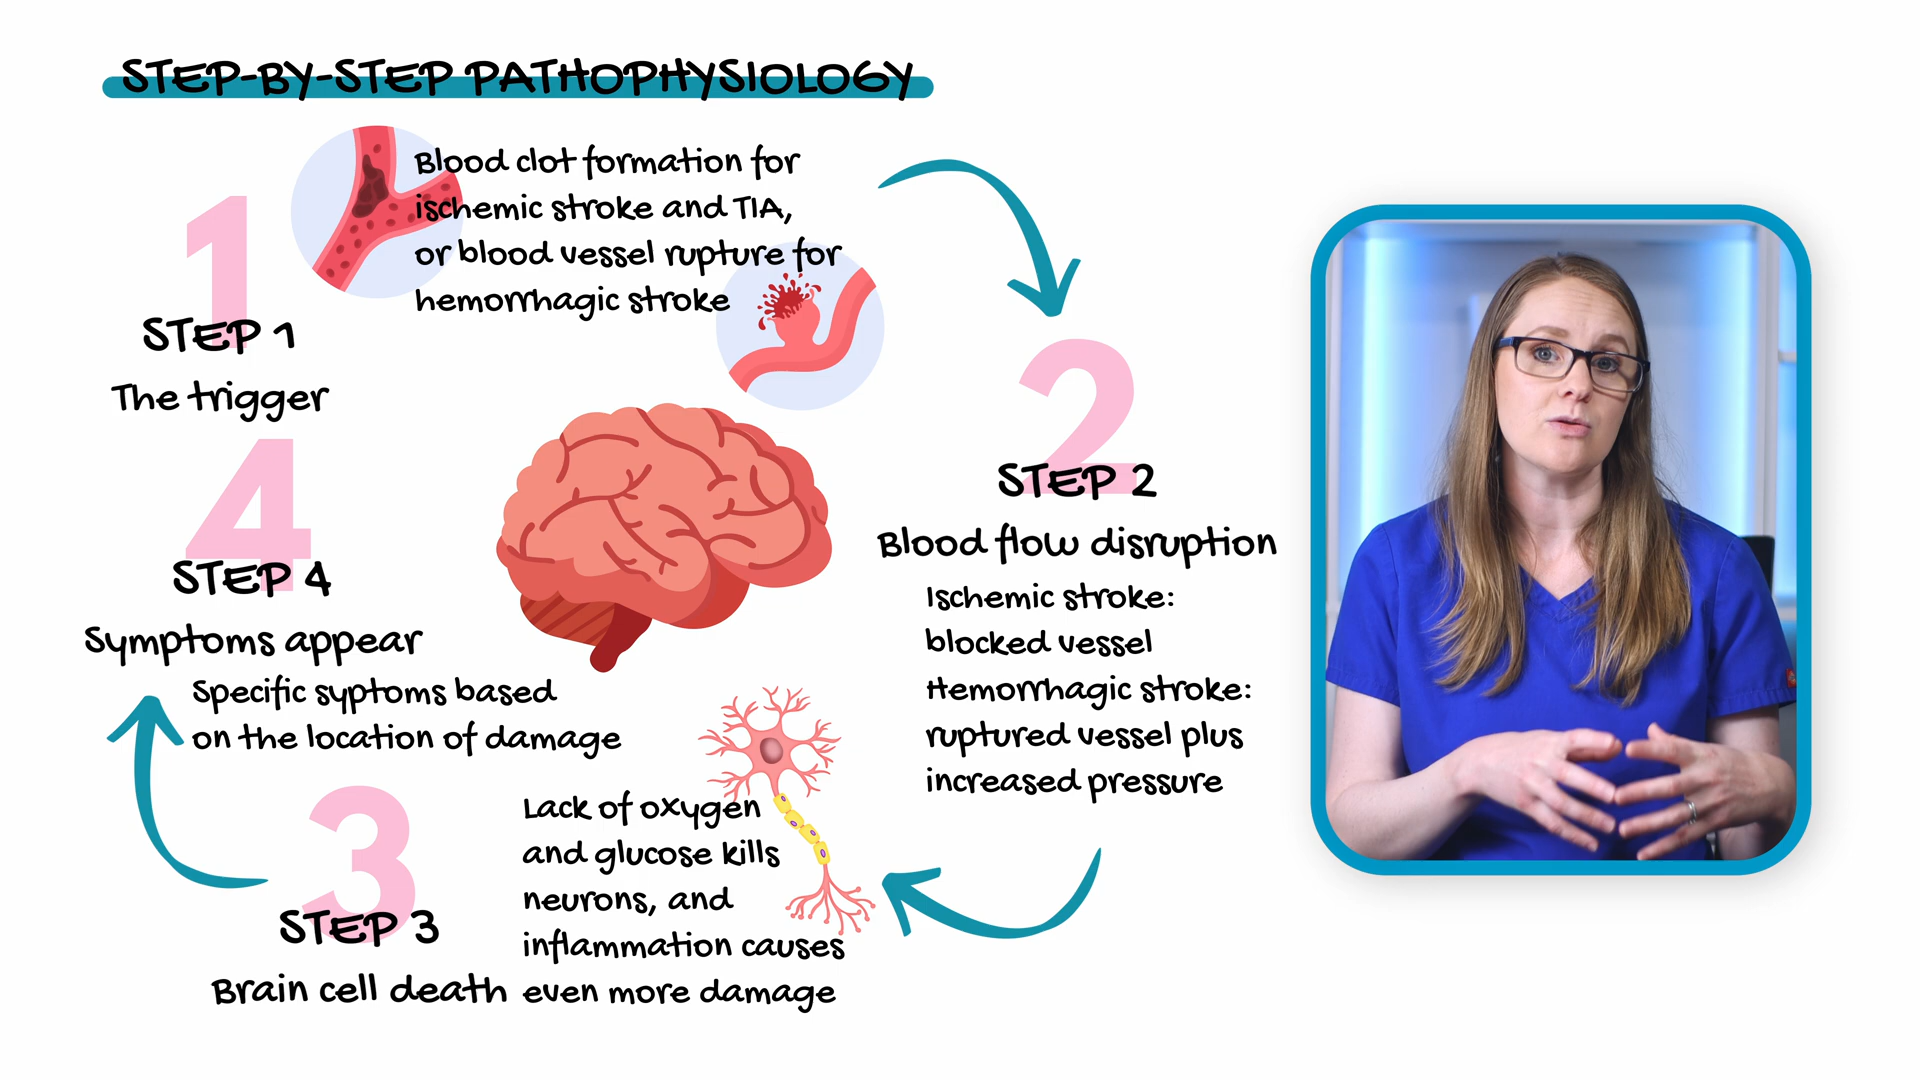 STEP-BY-STEP PATHOPHYSIOLOGY
1
STEP 1
The trigger
Blood clot formation for
ischemic stroke and TIA,
or blood vessel rupture for
hemorrhagic stroke
2
STEP 2
Blood flow disruption
Ischemic stroke:
blocked vessel
Hemorrhagic stroke:
ruptured vessel plus
increased pressure
3
STEP 3
Brain cell death
Lack of oxygen
and glucose kills
neurons, and
inflammation causes
even more damage
4
STEP 4
Symptoms appear
Specific syptoms based
on the location of damage